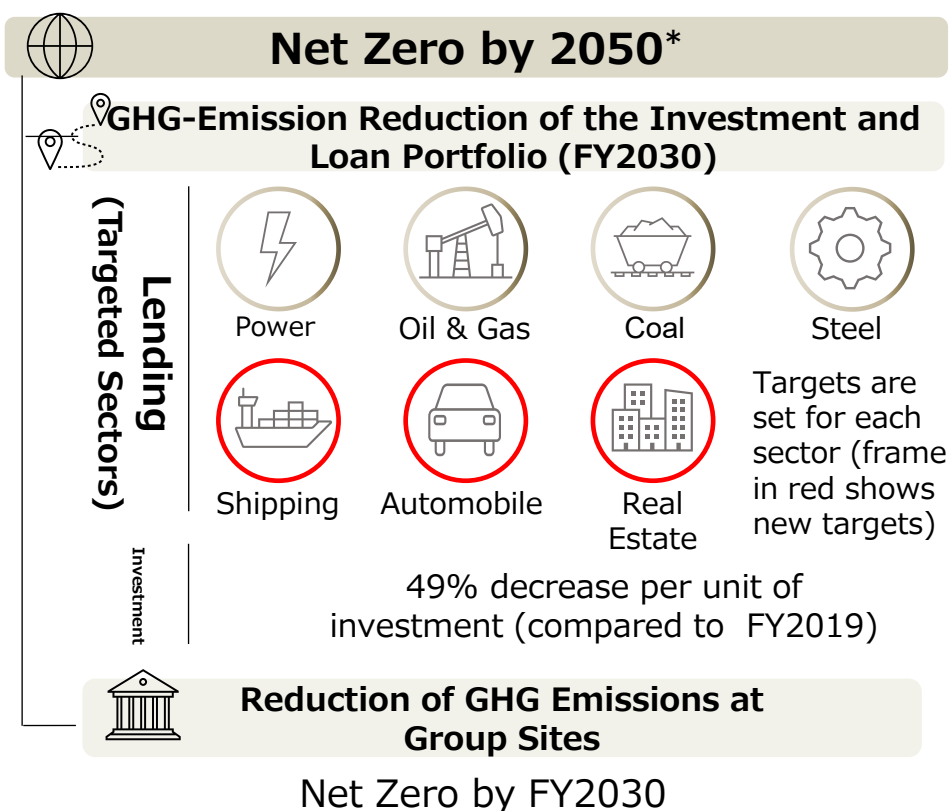 Net Zero by 2050*
GHG-Emission Reduction of the Investment and
Loan Portfolio (FY2030)
Lending
(Targeted Sectors)
Power
Oil & Gas
Coal
Steel
Shipping
Automobile
Real
Estate
Targets are
set for each
sector (frame
in red shows
new targets)
Investment
49% decrease per unit of
investment (compared to FY2019)
Reduction of GHG Emissions at
Group Sites
Net Zero by FY2030